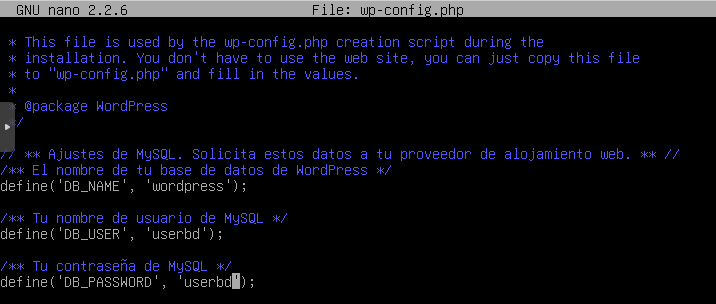 GNU nano 2.2.6 File: wp-config.php
* This file is used by the wp-config.php creation script during the
* installation. You don't have to use the web site, you can just copy this file
* to "wp-config.php" and fill in the values.
*
* @package WordPress
*/
// ** Ajustes de MySQL. Solicita estos datos a tu proveedor de alojamiento web. ** //
/** El nombre de tu base de datos de WordPress */
define('DB_NAME', 'wordpress');
/** Tu nombre de usuario de MySQL */
define('DB_USER', 'userbd');
/** Tu contraseña de MySQL */
define('DB_PASSWORD', 'userbd');